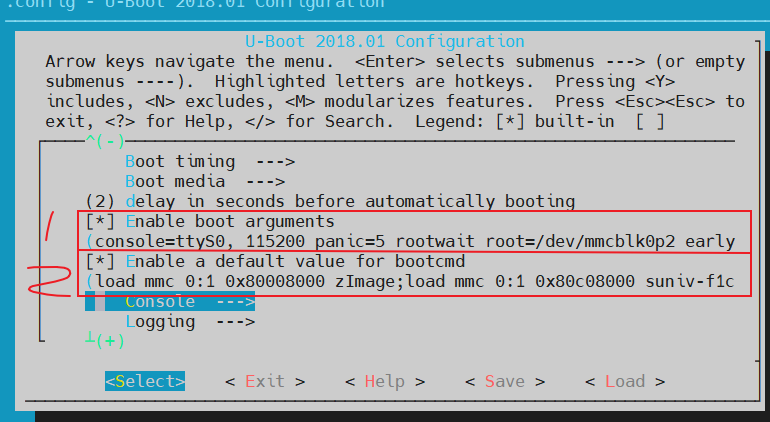 .config - U-Boot 2018.01 Configuration
U-Boot 2018.01 Configuration
Arrow keys navigate the menu.  <Enter> selects submenus ---> (or empty
submenus ----).  Highlighted letters are hotkeys.  Pressing <Y>
includes, <N> excludes, <M> modularizes features.  Press <Esc><Esc> to
exit, <?> for Help, </> for Search.  Legend: [*] built-in  [ ]
^(-)
Boot timing  --->
Boot media  --->
(2) delay in seconds before automatically booting
1
[*] Enable boot arguments
(console=ttyS0, 115200 panic=5 rootwait root=/dev/mmcblk0p2 early
2
[*] Enable a default value for bootcmd
(load mmc 0:1 0x80008000 zImage;load mmc 0:1 0x80c08000 suniv-f1c
Console  --->
Logging  --->
┴(+)
<Select>    < Exit >    < Help >    < Save >    < Load >